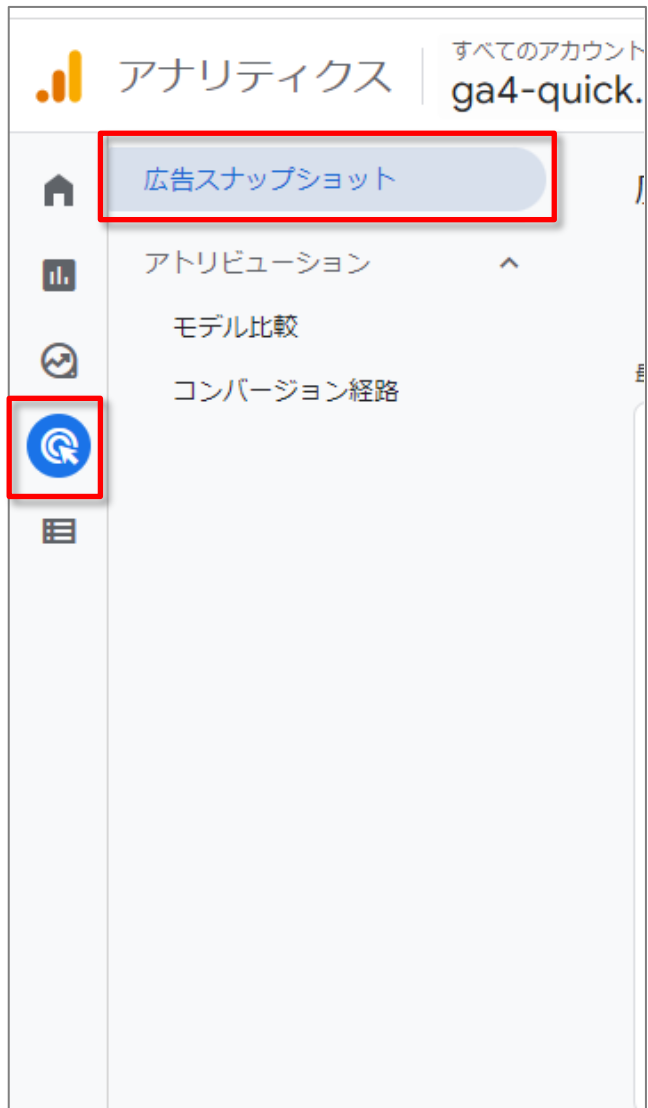 アナリティクス
すべてのアカウント
ga4-quick.
広告スナップショット
アトリビューション
モデル比較
コンバージョン経路